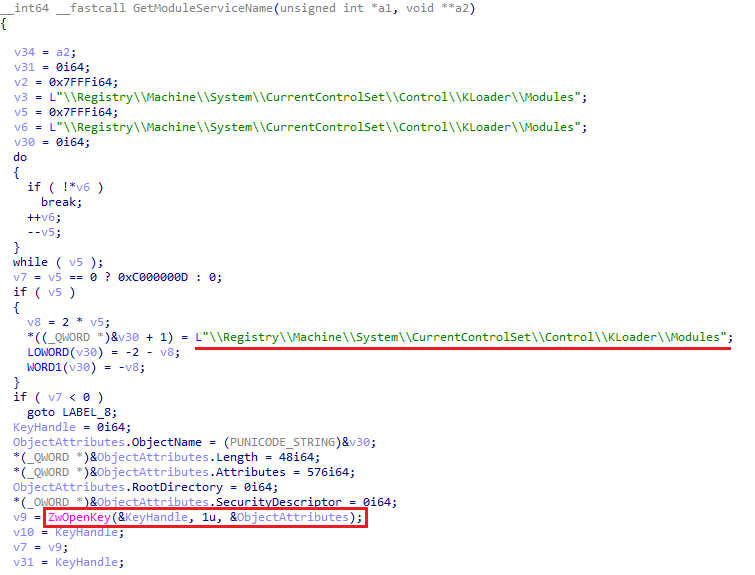 __int64 __fastcall GetModuleServiceName(unsigned int *a1, void **a2)
{
v34 = a2;
v31 = 0i64;
v2 = 0x7FFFi64;
v3 = L"\\Registry\\Machine\\System\\CurrentControlSet\\Control\\KLoader\\Modules";
v5 = 0x7FFFi64;
v6 = L"\\Registry\\Machine\\System\\CurrentControlSet\\Control\\KLoader\\Modules";
v30 = 0i64;
do
{
if ( !*v6 )
break;
++v6;
--v5;
}
while ( v5 );
v7 = v5 == 0 ? 0xC000000D : 0;
if ( v5 )
{
v8 = 2 * v5;
*((_QWORD *)&v30 + 1) = L"\\Registry\\Machine\\System\\CurrentControlSet\\Control\\KLoader\\Modules";
LOWORD(v30) = -2 - v8;
WORD1(v30) = -v8;
}
if ( v7 < 0 )
goto LABEL_8;
KeyHandle = 0i64;
ObjectAttributes.ObjectName = (PUNICODE_STRING)&v30;
*(_QWORD *)&ObjectAttributes.Length = 48i64;
*(_QWORD *)&ObjectAttributes.Attributes = 576i64;
ObjectAttributes.RootDirectory = 0i64;
*(_OWORD *)&ObjectAttributes.SecurityDescriptor = 0i64;
v9 = ZwOpenKey(&KeyHandle, 1u, &ObjectAttributes);
v10 = KeyHandle;
v7 = v9;
v31 = KeyHandle;